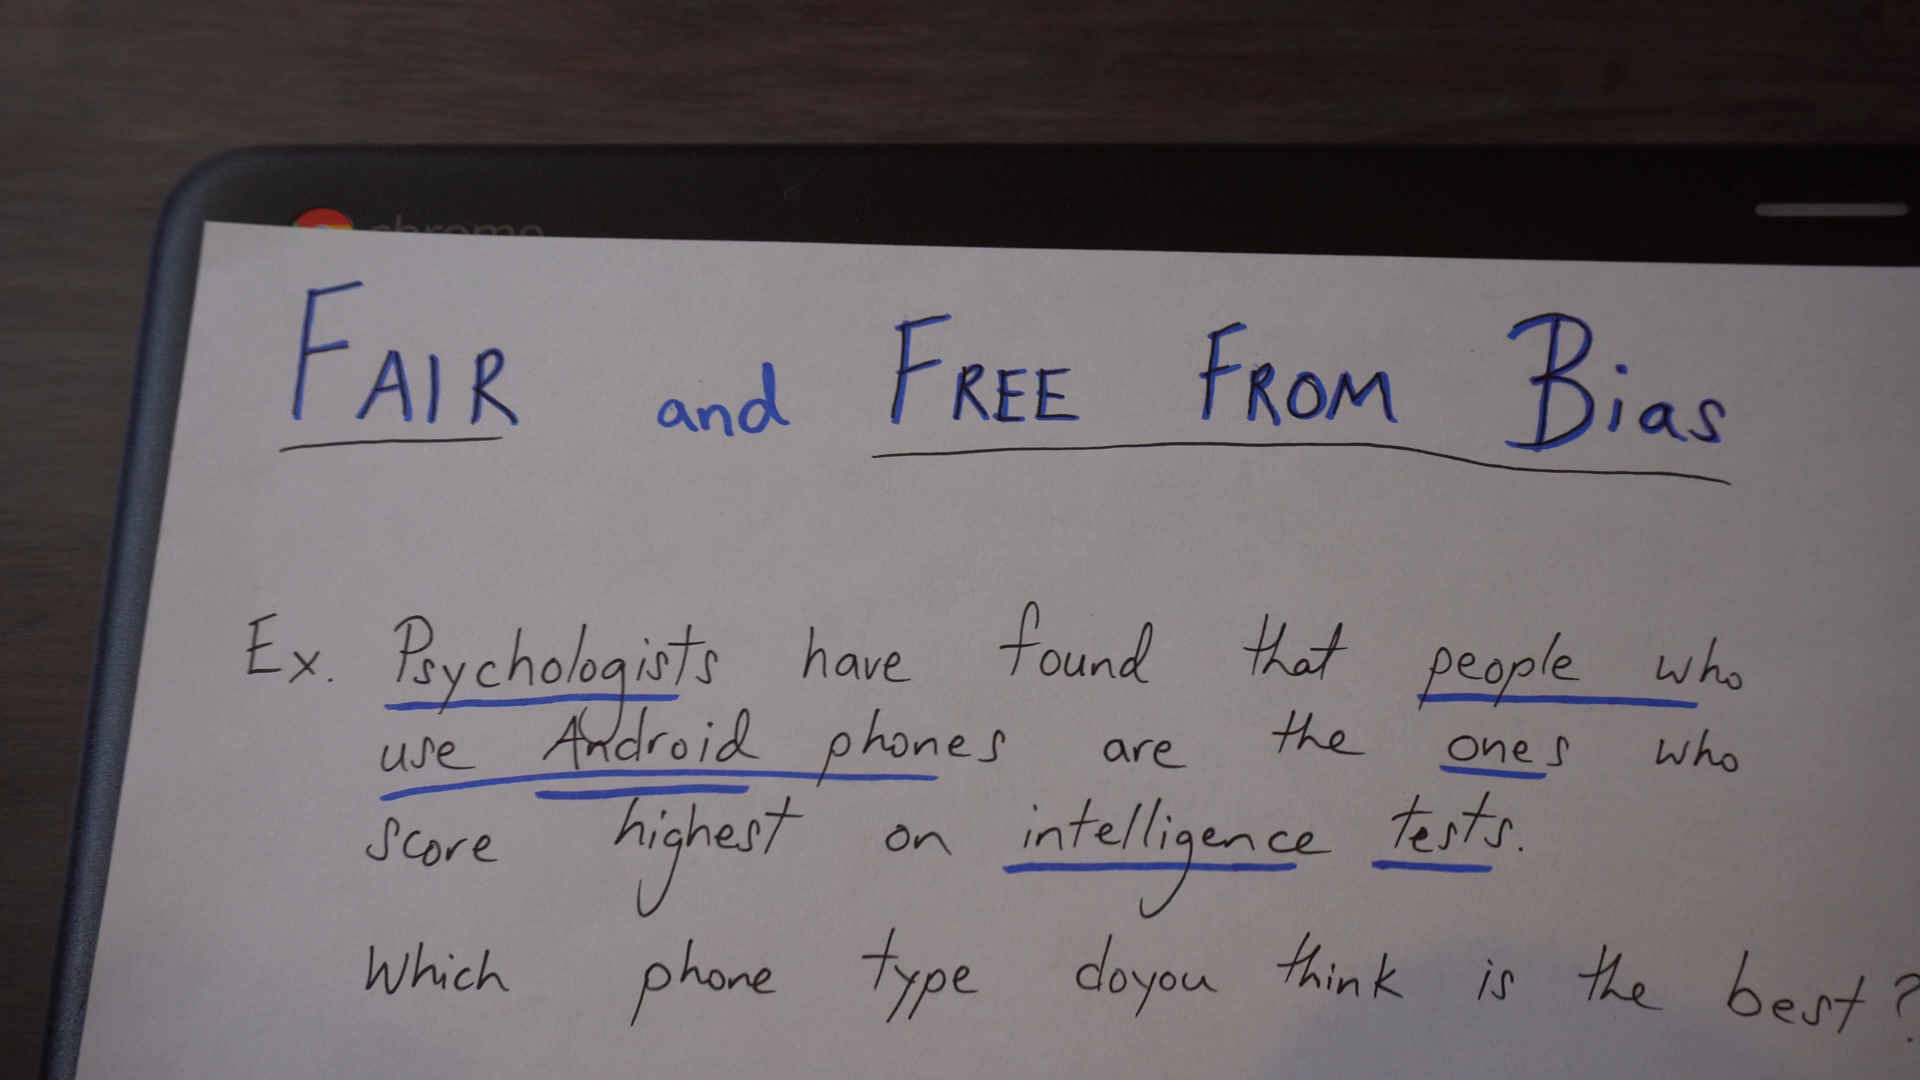 chrome
FAIR and FREE FROM Bias
Ex. Psychologists have found that people who
use Android phones are the ones who
score highest on intelligence tests.
Which phone type doyou think is the best?